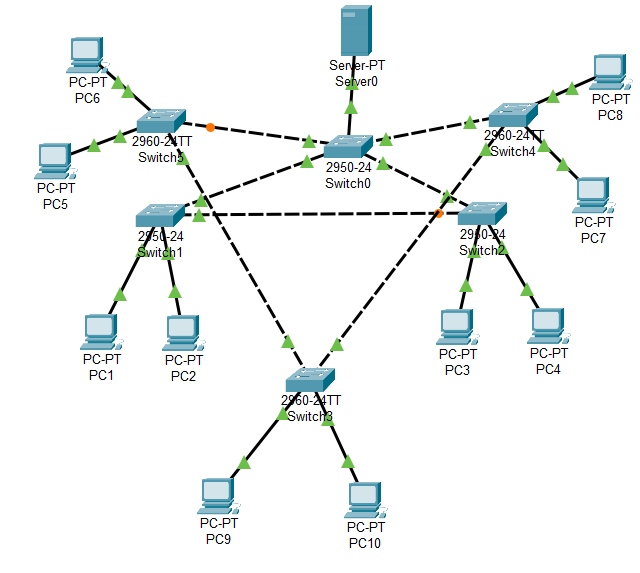 Server-PT
Server0
PC-PT
PC6
PC-PT
PC8
2960-24TT
Switch5
2950-24
Switch0
2960-24TT
Switch4
PC-PT
PC5
PC-PT
PC7
2950-24
Switch1
2950-24
Switch2
PC-PT
PC1
PC-PT
PC2
PC-PT
PC3
PC-PT
PC4
2960-24TT
Switch3
PC-PT
PC9
PC-PT
PC10